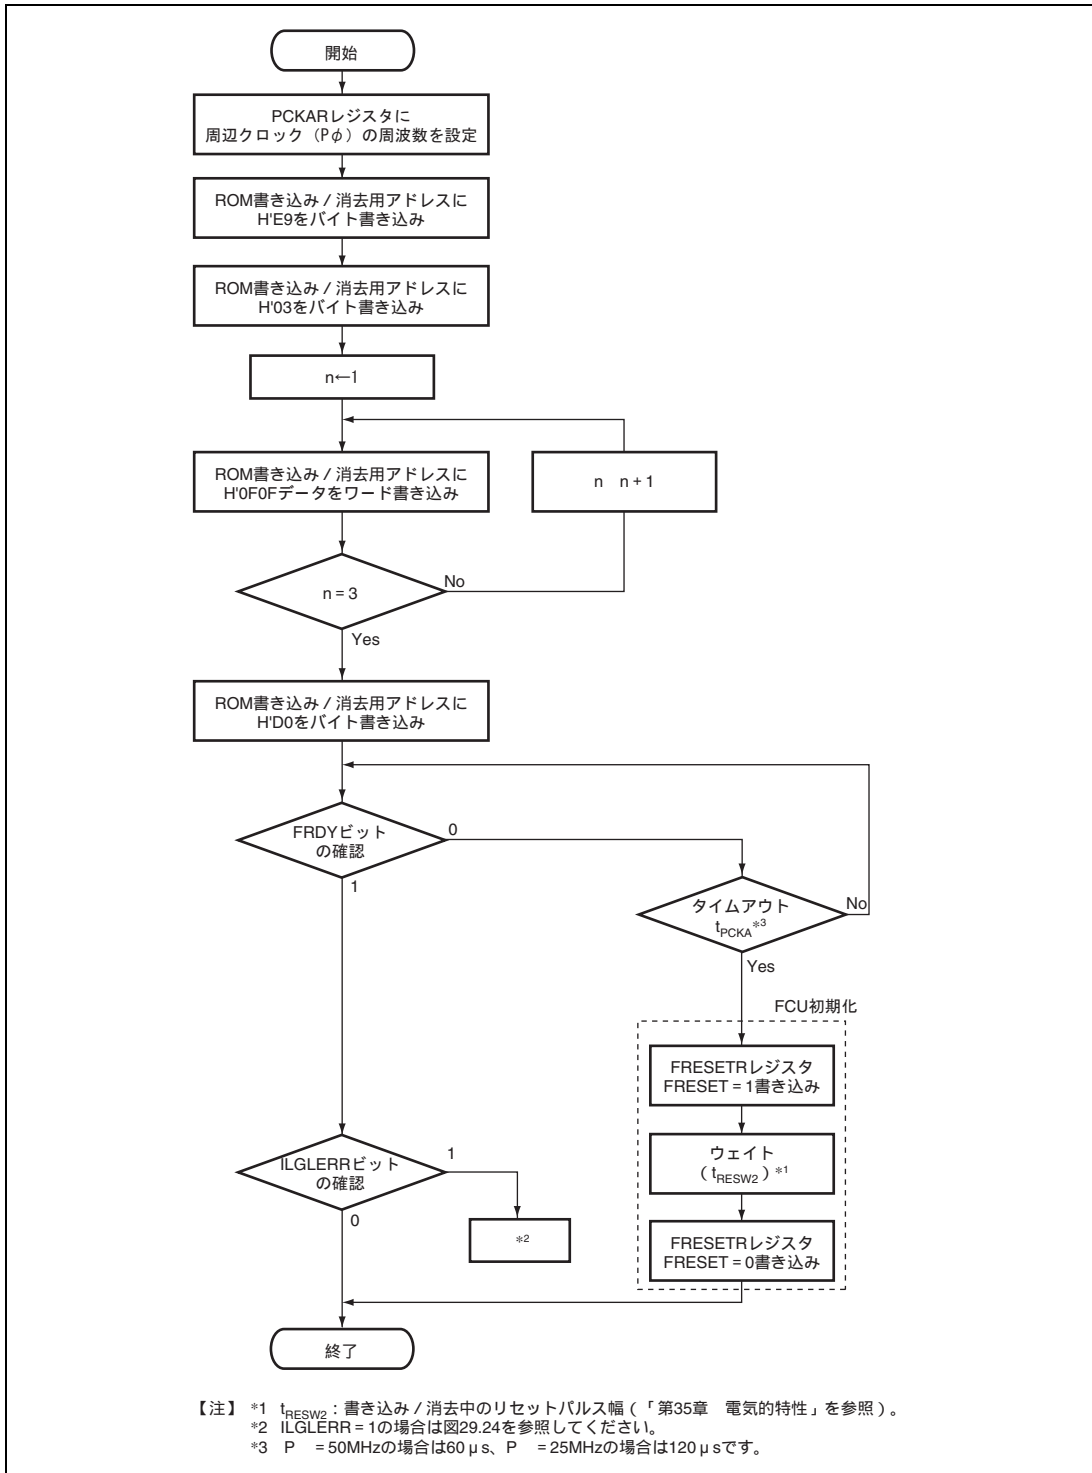 開始
PCKARレジスタに
周辺クロック（Pφ）の周波数を設定
ROM書き込み / 消去用アドレスに
H'E9をバイト書き込み
ROM書き込み / 消去用アドレスに
H'03をバイト書き込み
n←1
ROM書き込み / 消去用アドレスに
H'0F0Fデータをワード書き込み
n n + 1
n = 3
No
Yes
ROM書き込み / 消去用アドレスに
H'D0をバイト書き込み
FRDYビット
の確認
0
1
タイムアウト
tPCKA*3
No
Yes
FCU初期化
FRESETRレジスタ
FRESET = 1書き込み
ウェイト
（tRESW2）*1
FRESETRレジスタ
FRESET = 0書き込み
ILGLERRビット
の確認
1
0
*2
終了
【注】 *1 tRESW2：書き込み / 消去中のリセットパルス幅（「第35章 電気的特性」を参照）。
*2 ILGLERR = 1の場合は図29.24を参照してください。
*3 P = 50MHzの場合は60μs、P = 25MHzの場合は120μsです。